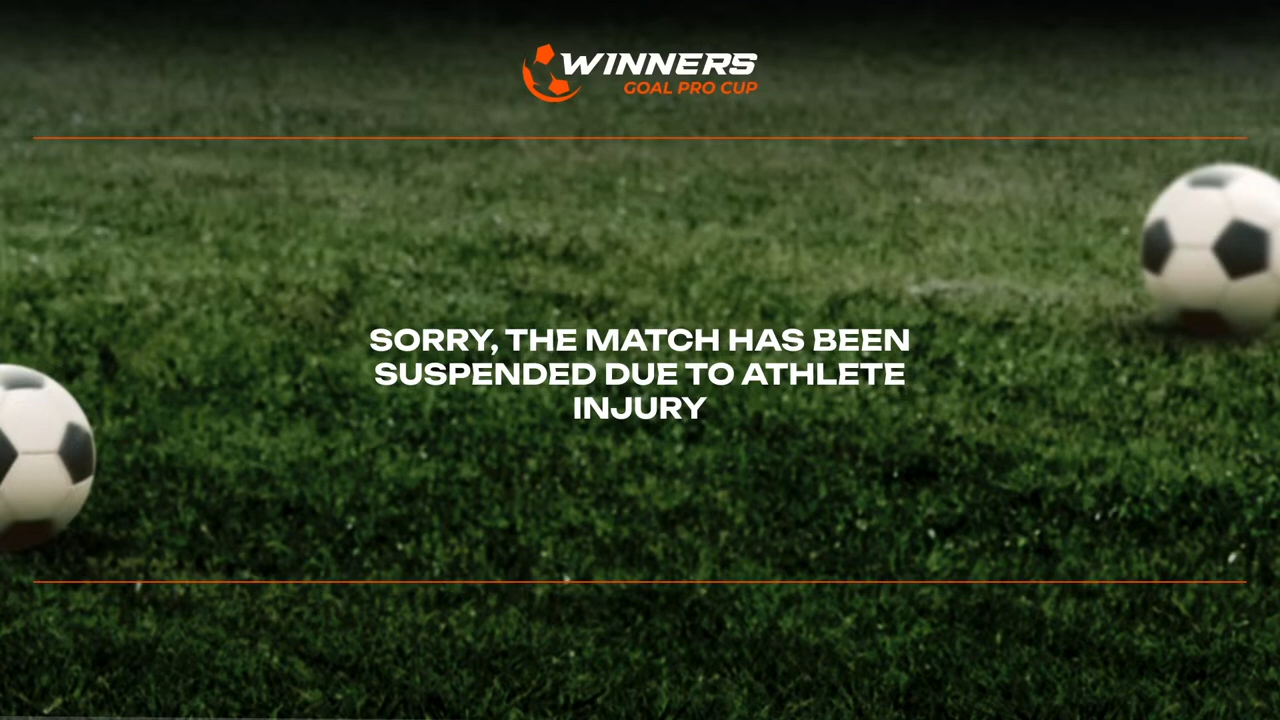 WINNERS
GOAL PRO CUP
SORRY, THE MATCH HAS BEEN
SUSPENDED DUE TO ATHLETE
INJURY